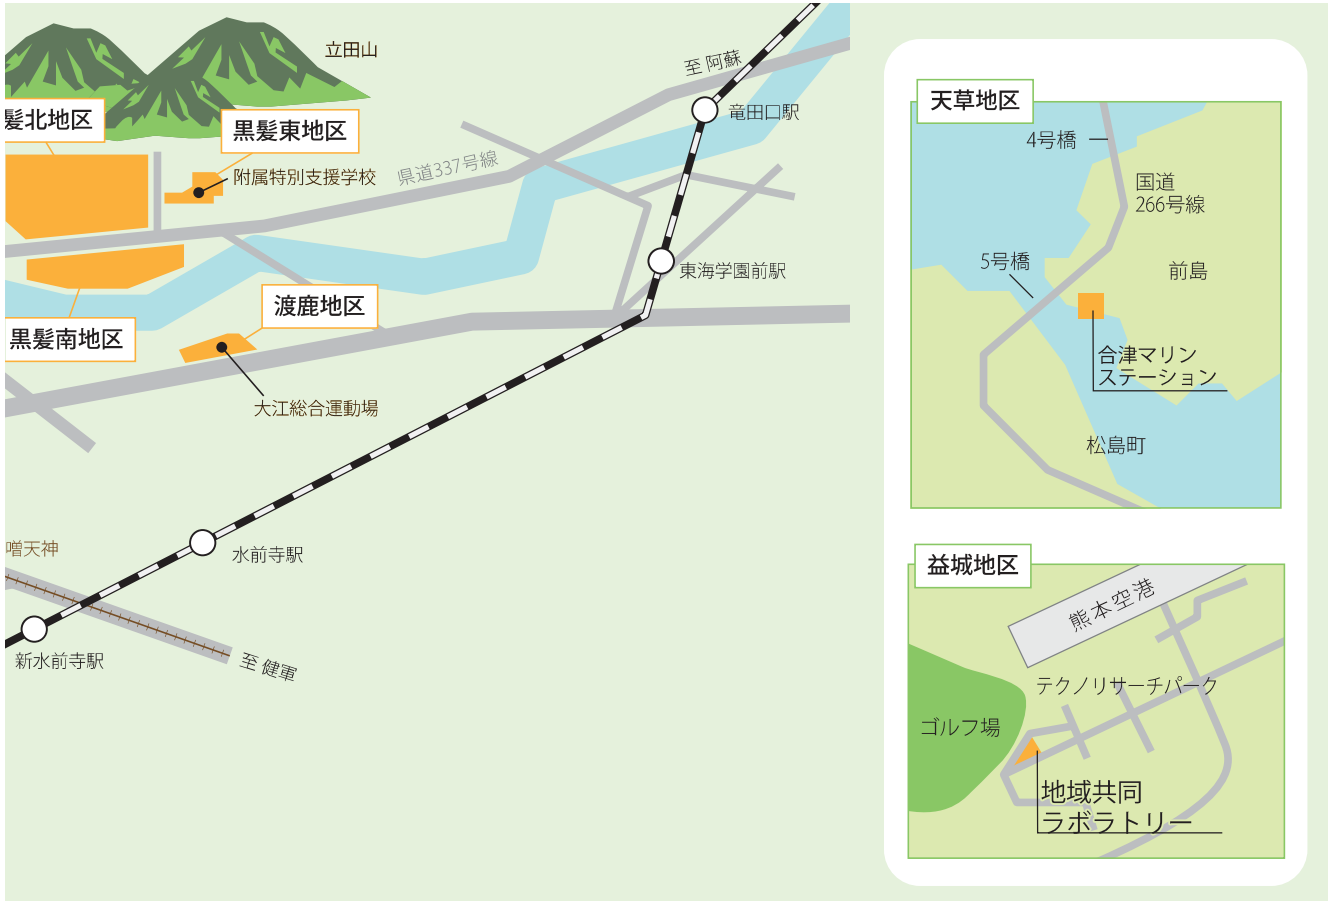 立田山
髪北地区
黒髪東地区
附属特別支援学校
県道337号線
至 阿蘇
竜田口駅
東海学園前駅
黒髪南地区
渡鹿地区
大江総合運動場
噌天神
水前寺駅
新水前寺駅
至 健軍
天草地区
4号橋
国道
266号線
5号橋
前島
合津マリン
ステーション
松島町
益城地区
熊本空港
テクノリサーチパーク
ゴルフ場
地域共同
ラボラトリー